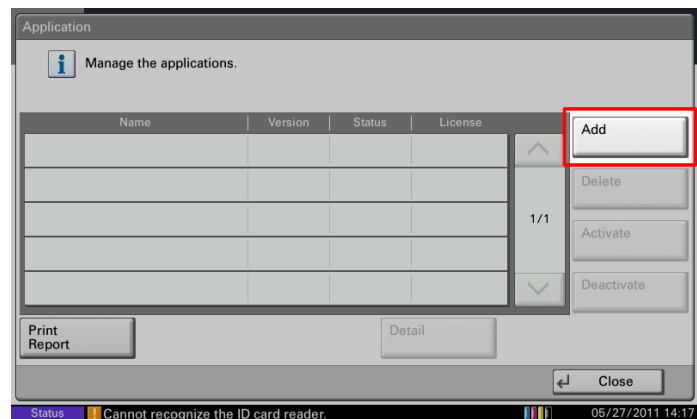 Application
Manage the applications.
Name Version Status License
Add
Delete
1/1
Activate
Deactivate
Print
Report
Detail
Close
Status Cannot recognize the ID card reader. 05/27/2011 14:17